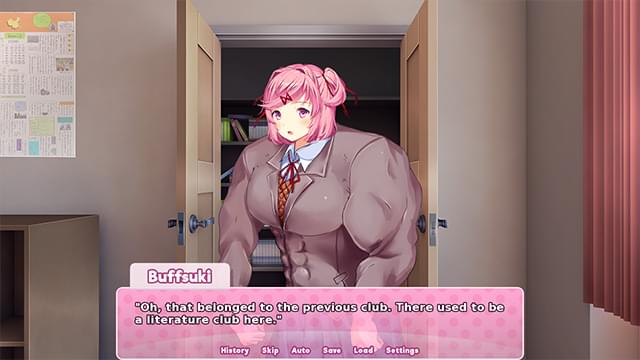 Buffsuki
"Oh, that belonged to the previous club. There used to be
a literature club here."
History Skip Auto Save Load Settings